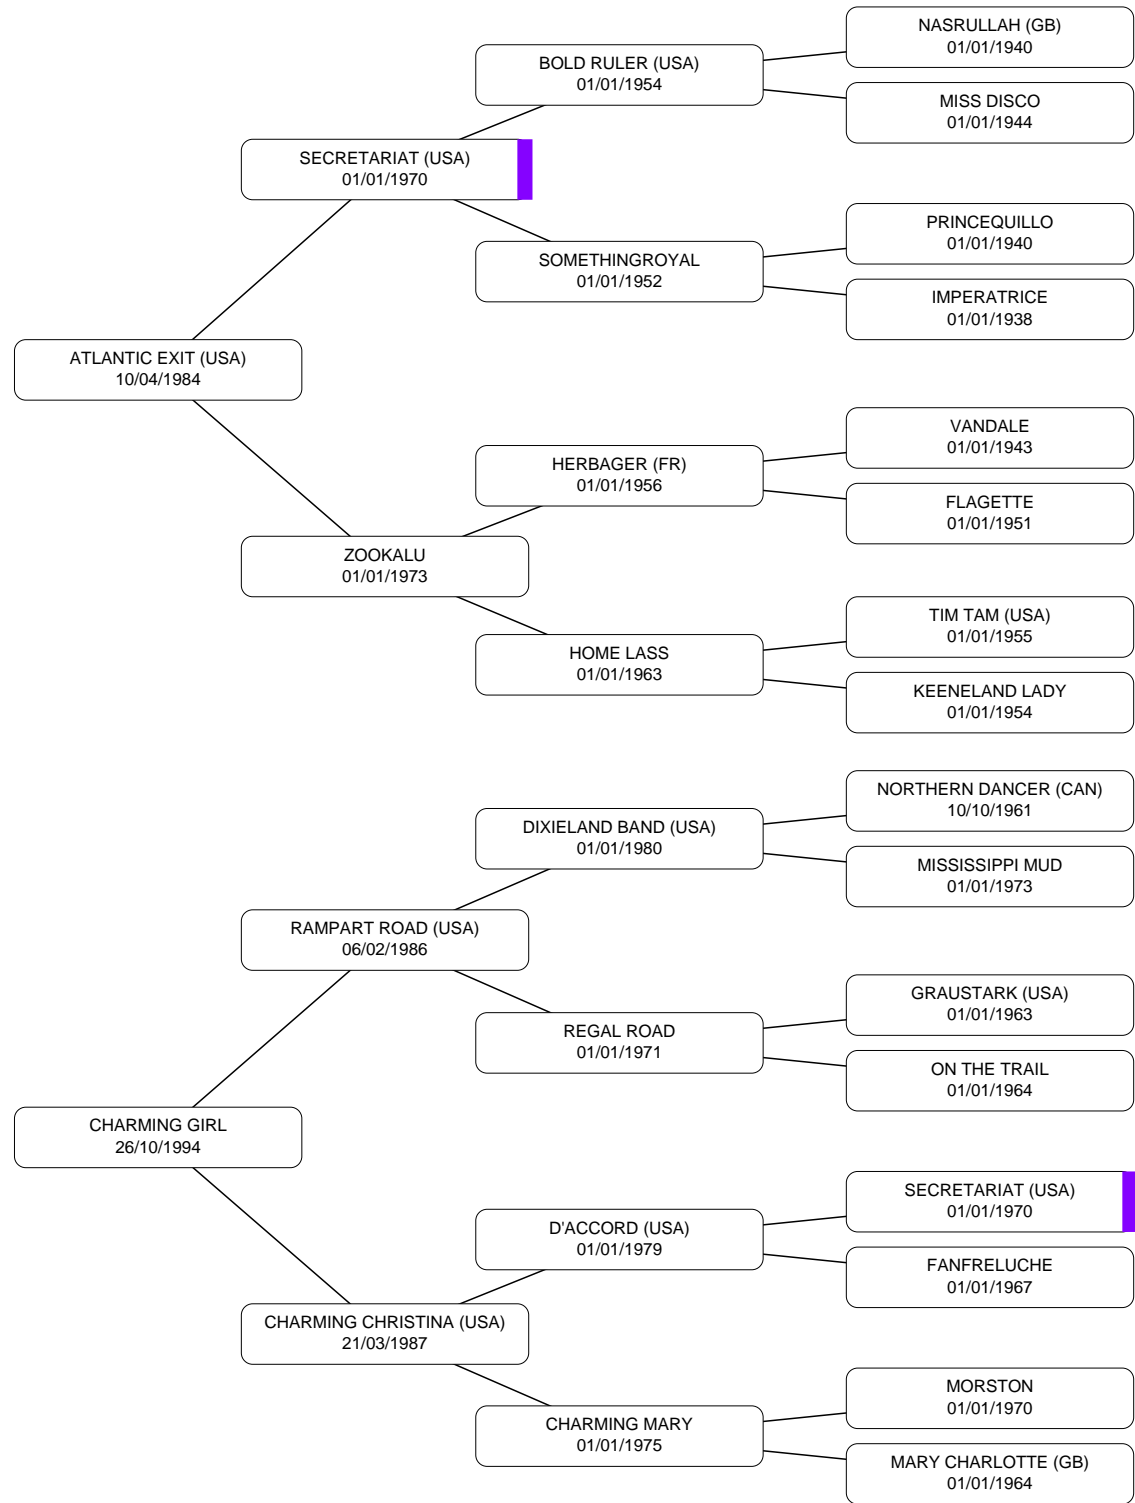 NASRULLAH (GB)
01/01/1940
BOLD RULER (USA)
01/01/1954
MISS DISCO
01/01/1944
SECRETARIAT (USA)
01/01/1970
PRINCEQUILLO
01/01/1940
SOMETHINGROYAL
01/01/1952
IMPERATRICE
01/01/1938
ATLANTIC EXIT (USA)
10/04/1984
VANDALE
01/01/1943
HERBAGER (FR)
01/01/1956
FLAGETTE
01/01/1951
ZOOKALU
01/01/1973
TIM TAM (USA)
01/01/1955
HOME LASS
01/01/1963
KEENELAND LADY
01/01/1954
NORTHERN DANCER (CAN)
10/10/1961
DIXIELAND BAND (USA)
01/01/1980
MISSISSIPPI MUD
01/01/1973
RAMPART ROAD (USA)
06/02/1986
GRAUSTARK (USA)
01/01/1963
REGAL ROAD
01/01/1971
ON THE TRAIL
01/01/1964
CHARMING GIRL
26/10/1994
SECRETARIAT (USA)
01/01/1970
D'ACCORD (USA)
01/01/1979
FANFRELUCHE
01/01/1967
CHARMING CHRISTINA (USA)
21/03/1987
MORSTON
01/01/1970
CHARMING MARY
01/01/1975
MARY CHARLOTTE (GB)
01/01/1964